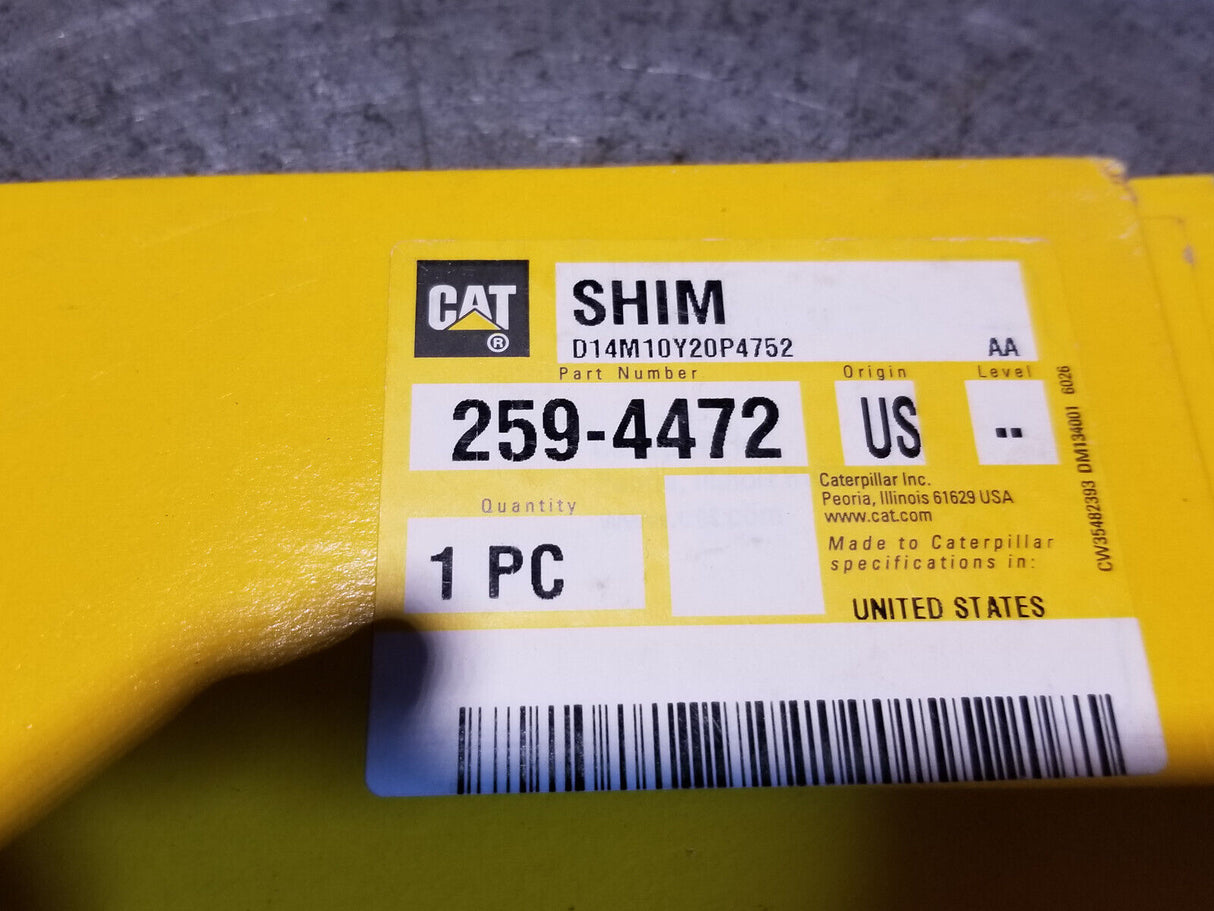 CAT
®
SHIM
D14M10Y20P4752 AA
Part Number Origin Level
259-4472 US --
Quantity
1 PC
Caterpillar Inc.
Peoria, Illinois 61629 USA
www.cat.com
Made to Caterpillar
specifications in:
UNITED STATES
CW35482393 DM134001 6026